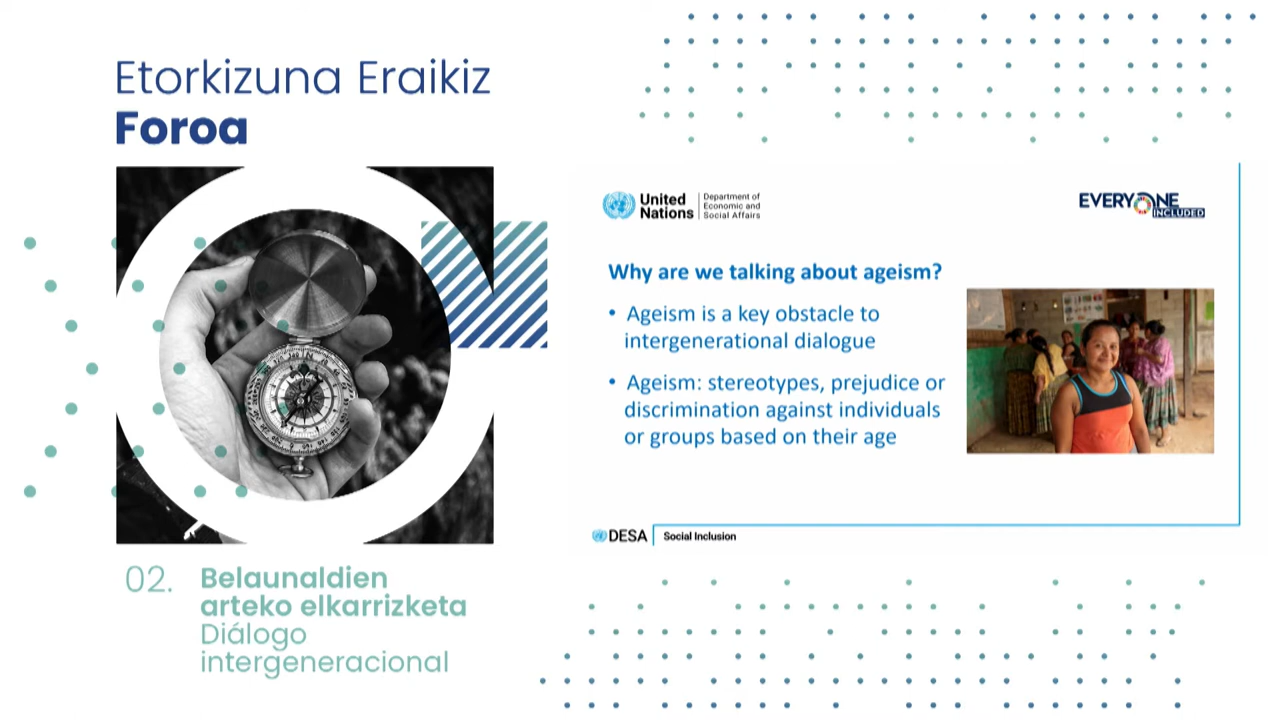 Etorkizuna Eraikiz
Foroa
02.
Belaunaldien
arteko elkarrizketa
Diálogo
intergeneracional
United
Nations
Department of
Economic and
Social Affairs
EVERYONE
INCLUDED
Why are we talking about ageism?
• Ageism is a key obstacle to
intergenerational dialogue
• Ageism: stereotypes, prejudice or
discrimination against individuals
or groups based on their age
DESA
Social Inclusion